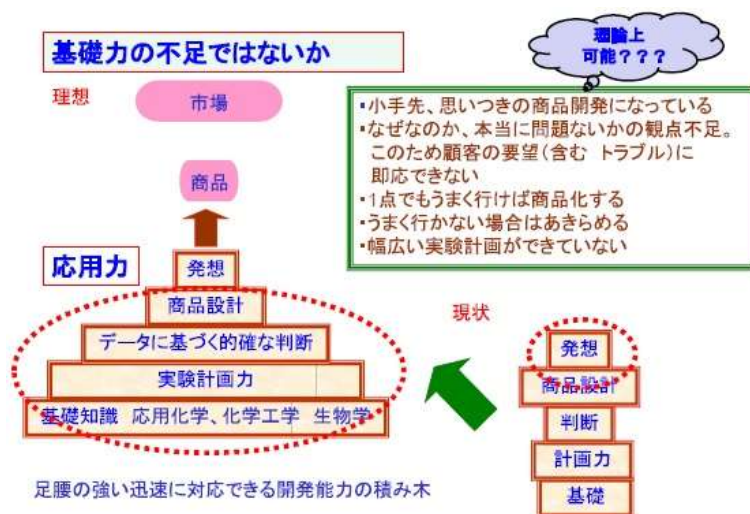 基礎力の不足ではないか
理論上
可能???
理想
市場
・小手先、思いつきの商品開発になっている
・なぜなのか、本当に問題ないかの観点不足。
このため顧客の要望(含む トラブル)に
即応できない
・1点でもうまく行けば商品化する
・うまく行かない場合はあきらめる
・幅広い実験計画ができていない
商品
応用力
発想
商品設計
データに基づく的確な判断
実験計画力
基礎知識 応用化学、化学工学 生物学
現状
発想
商品設計
判断
計画力
基礎
足腰の強い迅速に対応できる開発能力の積み木